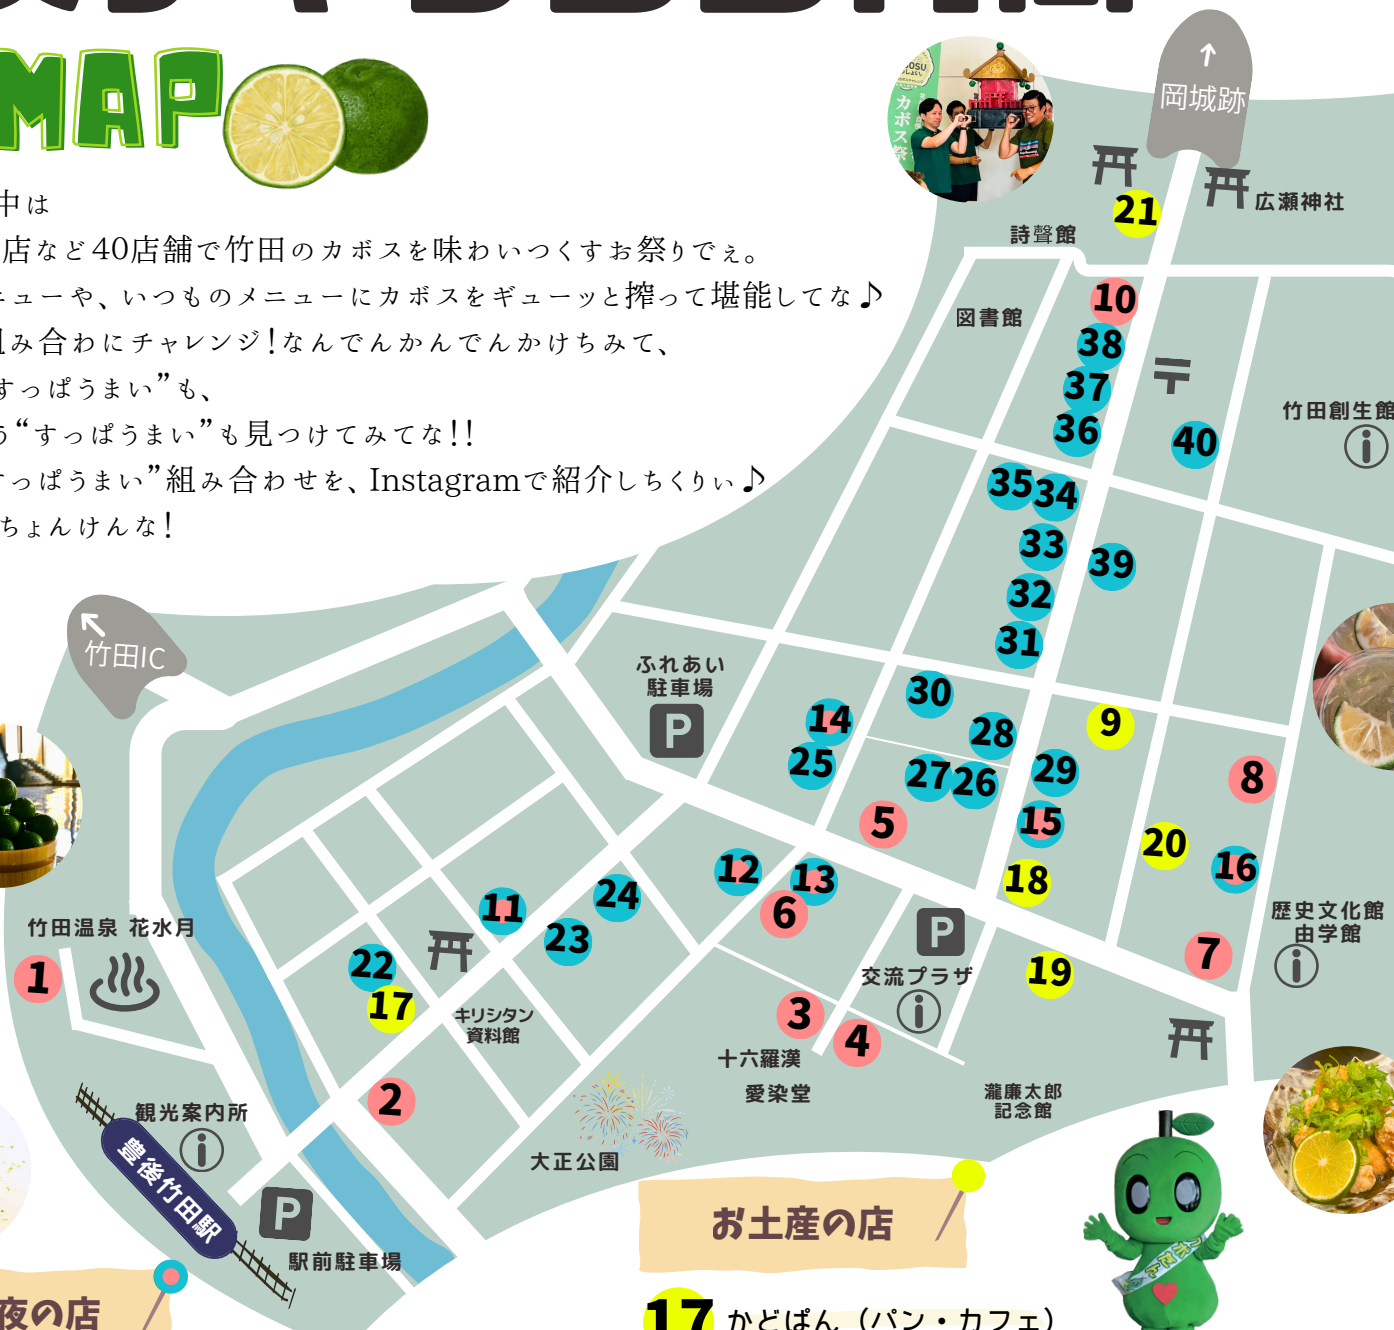 MAP
中は
店など40店舗で竹田のカボスを味わいつくすお祭りでぇ。
ニューや、いつものメニューにカボスをギューッと搾って堪能してな♪
組み合わにチャレンジ！なんでんかんでんかけちみて、
すっぱうまい”も、
う“すっぱうまい”も見つけてみてな!!
すっぱうまい”組み合わせを、Instagramで紹介しちくりぃ♪
ちょんけんな！
カボス祭
岡城跡
広瀬神社
21
詩聲館
図書館
10
38
37
36
40
竹田創生館
35
34
33
39
32
31
竹田IC
ふれあい
駐車場
P
30
14
28
9
25
27
26
29
8
5
15
20
16
12
13
18
6
24
11
23
竹田温泉 花水月
1
22
17
キリシタン
資料館
P
交流プラザ
19
7
歴史文化館
由学館
3
4
十六羅漢
愛染堂
瀧廉太郎
記念館
2
観光案内所
豊後竹田駅
P
駅前駐車場
大正公園
お土産の店
夜の店
17 かどぱん（パン・カフェ）